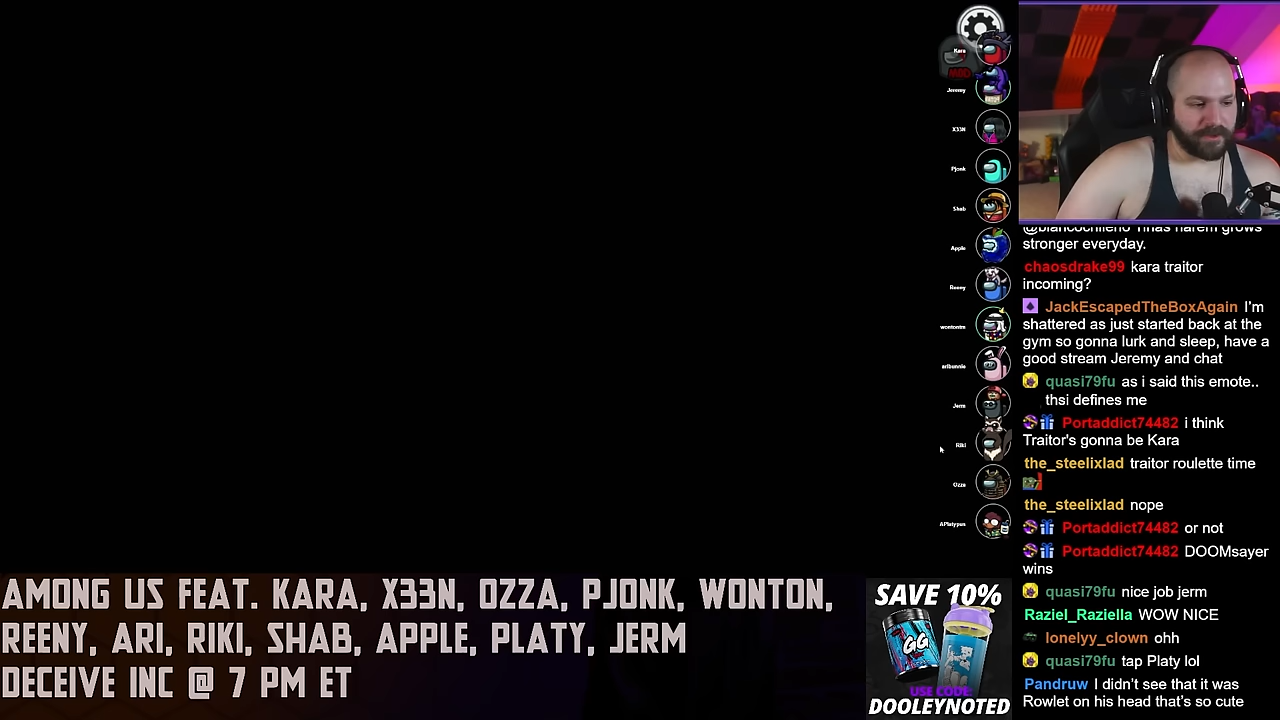 Kara
Jeremy
X33N
Pjonk
Shab
Apple
Reeny
wontontm
aribunnie
Jerm
Riki
Ozza
APlatypus
stronger everyday.
chaosdrake99 kara traitor
incoming?
JackEscapedTheBoxAgain I'm
shattered as just started back at the
gym so gonna lurk and sleep, have a
good stream Jeremy and chat
quasi79fu as i said this emote..
thsi defines me
Portaddict74482 i think
Traitor's gonna be Kara
the_steelixlad traitor roulette time
the_steelixlad nope
Portaddict74482 or not
Portaddict74482 DOOMsayer
wins
quasi79fu nice job jerm
Raziel_Raziella WOW NICE
lonelyy_clown ohh
quasi79fu tap Platy lol
Pandruw I didn't see that it was
Rowlet on his head that's so cute
AMONG US FEAT. KARA, X33N, OZZA, PJONK, WONTON,
REENY, ARI, RIKI, SHAB, APPLE, PLATY, JERM
DECEIVE INC @ 7 PM ET
SAVE 10%
GG
USE CODE:
DOOLEYNOTED